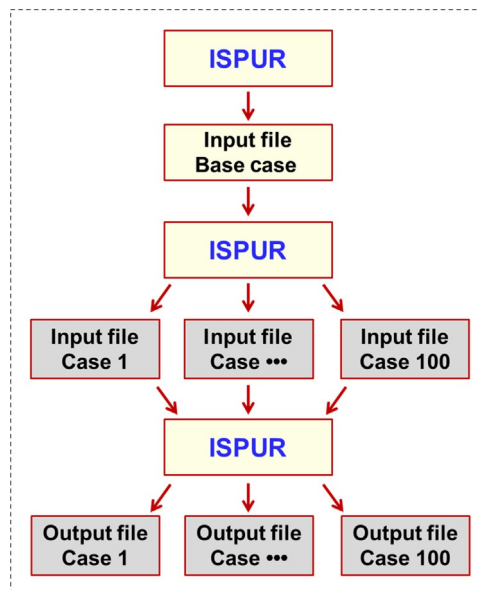 ISPUR
Input file
Base case
ISPUR
Input file
Case 1
Input file
Case •••
Input file
Case 100
ISPUR
Output file
Case 1
Output file
Case •••
Output file
Case 100